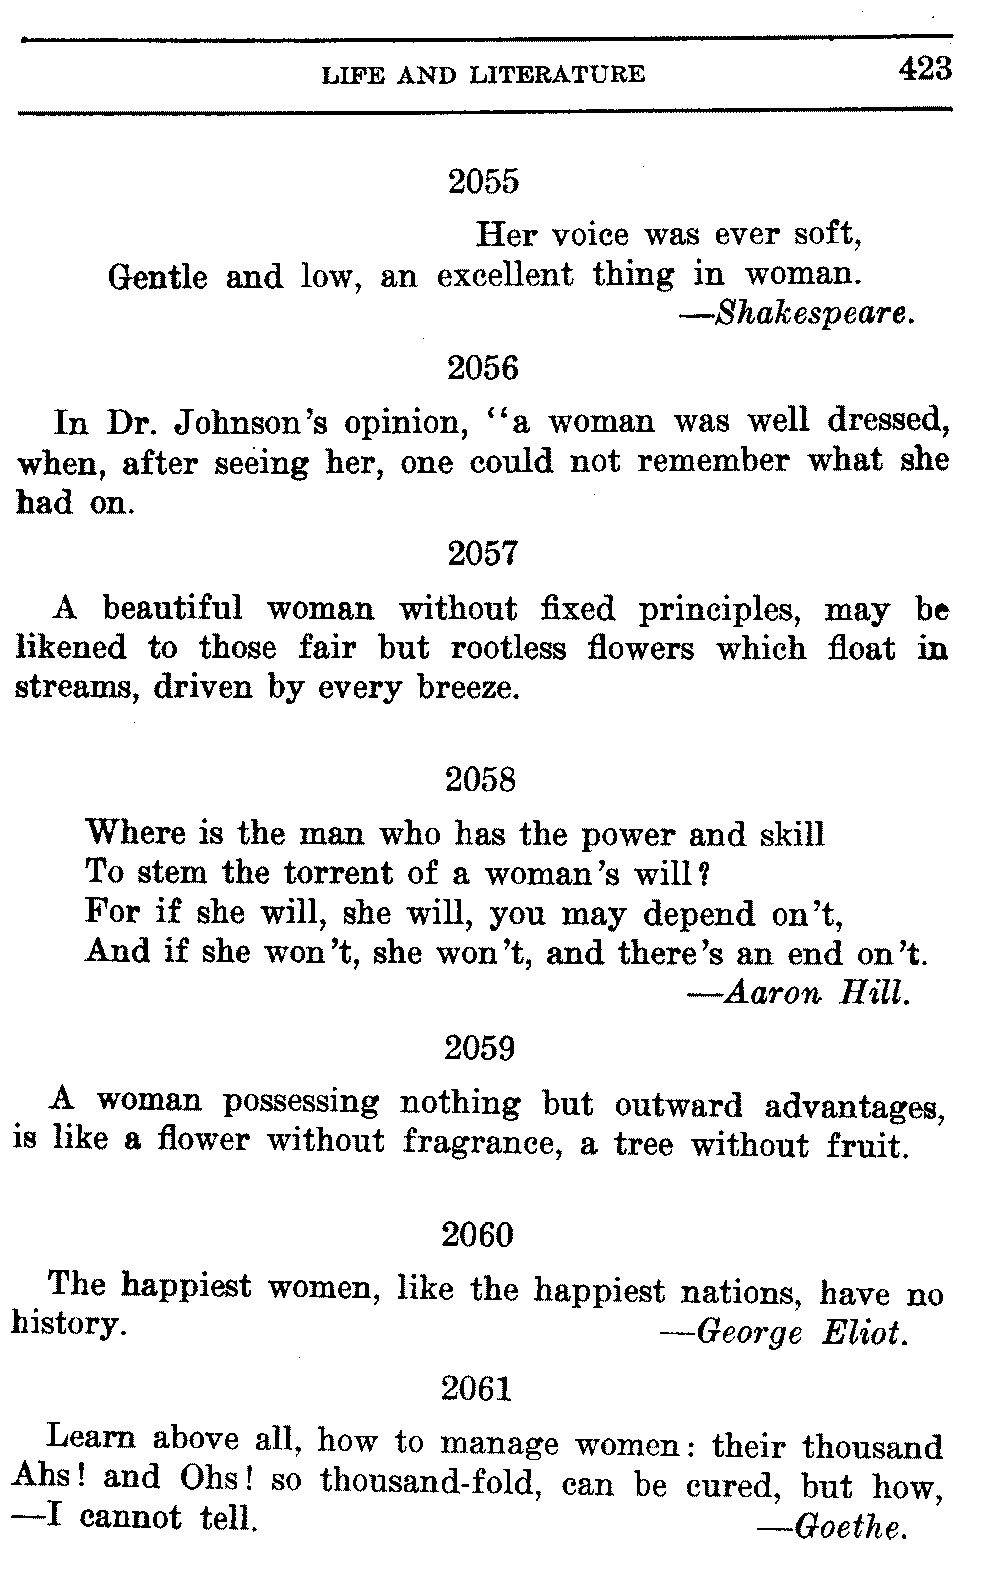 LIFE AND LITERATURE 423
2055
Her voice was ever soft,
Gentle and low, an excellent thing in woman.
—Shakespeare.
2056
In Dr. Johnson's opinion, "a woman was well dressed,
when, after seeing her, one could not remember what she
had on.
2057
A beautiful woman without fixed principles, may be
likened to those fair but rootless flowers which float in
streams, driven by every breeze.
2058
Where is the man who has the power and skill
To stem the torrent of a woman's will?
For if she will, she will, you may depend on't,
And if she won't, she won't, and there's an end on't.
—Aaron Hill.
2059
A woman possessing nothing but outward advantages,
is like a flower without fragrance, a tree without fruit.
2060
The happiest women, like the happiest nations, have no
history. —George Eliot.
2061
Learn above all, how to manage women: their thousand
Ahs! and Ohs! so thousand-fold, can be cured, but how,
—I cannot tell. —Goethe.